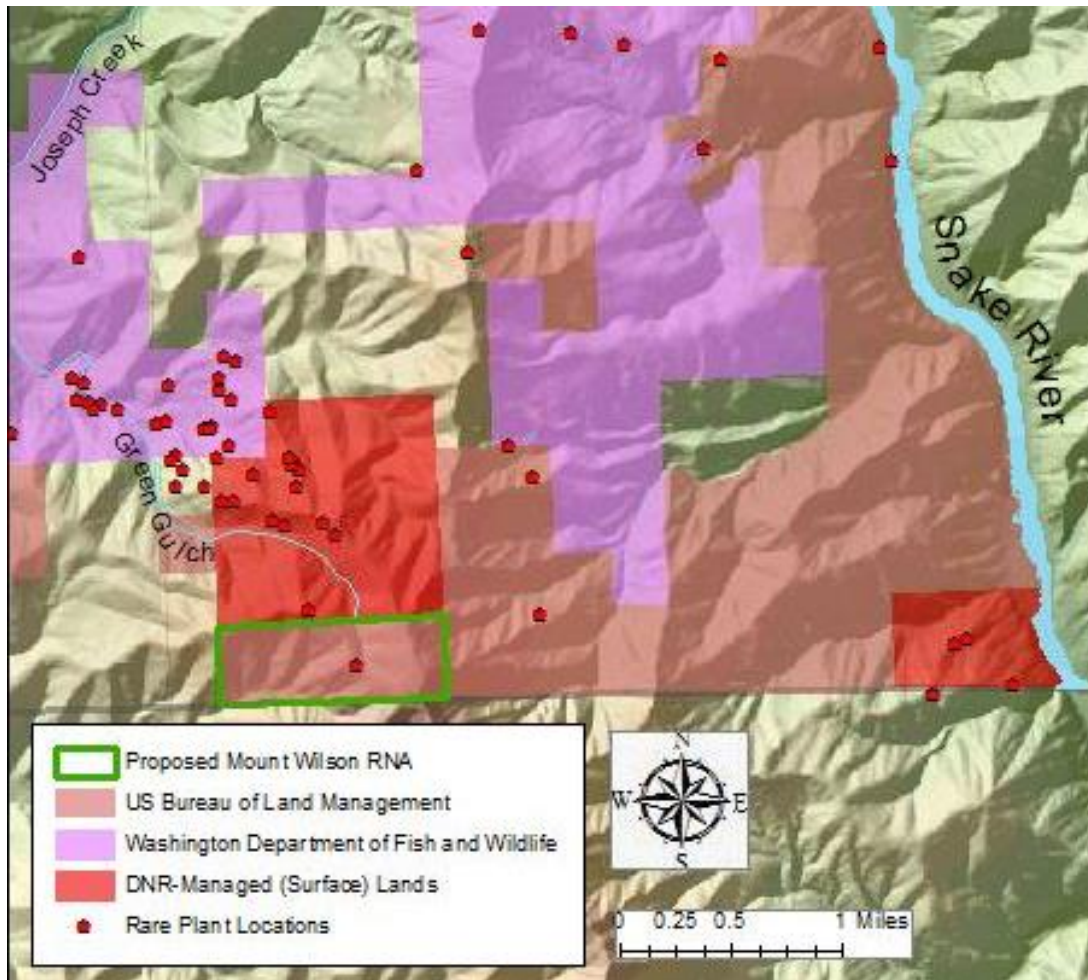 Joseph Creek
Snake River
Green Gulch
Proposed Mount Wilson RNA
US Bureau of Land Management
Washington Department of Fish and Wildlife
DNR-Managed (Surface) Lands
Rare Plant Locations
N
W E
S
0 0.25 0.5 1 Miles